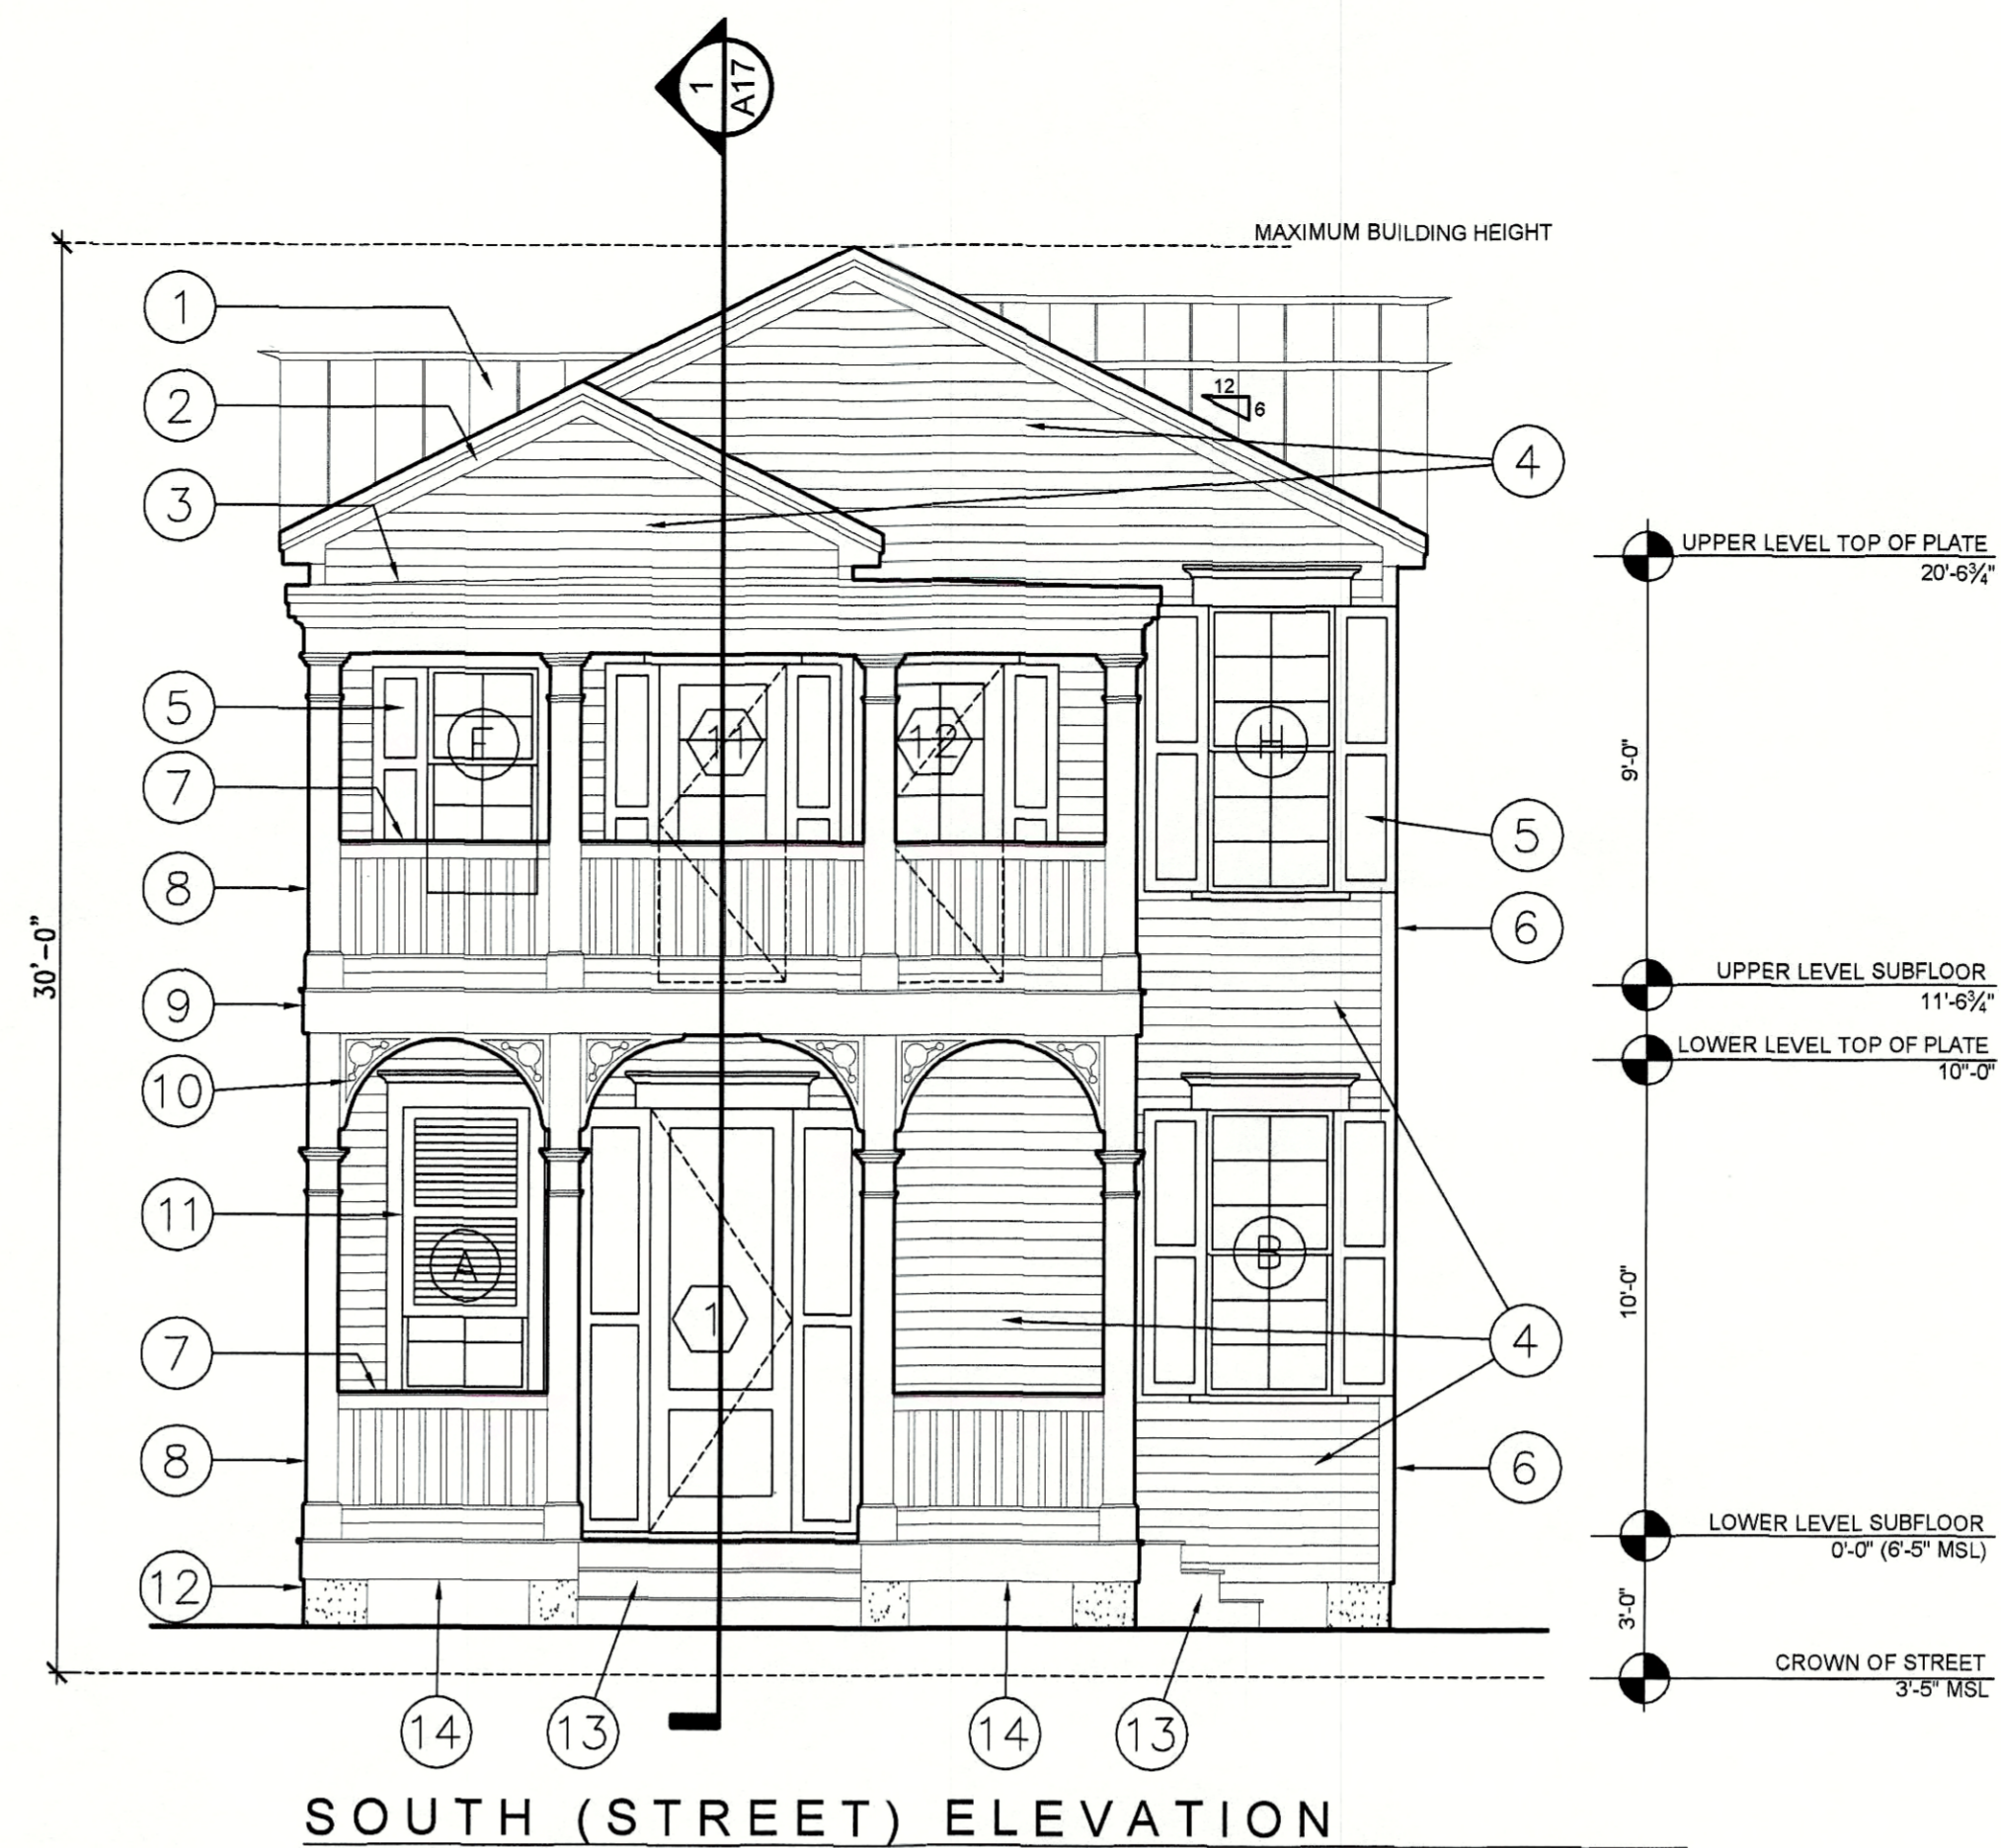 1
A17
MAXIMUM BUILDING HEIGHT
1
2
12
6
4
3
UPPER LEVEL TOP OF PLATE
20'-6¾"
5
F
11
12
H
9'-0"
7
5
8
6
30'-0"
UPPER LEVEL SUBFLOOR
11'-6¾"
9
LOWER LEVEL TOP OF PLATE
10"-0"
10
11
A
B
10'-0"
1
4
7
8
6
LOWER LEVEL SUBFLOOR
0'-0" (6'-5" MSL)
12
3'-0"
CROWN OF STREET
3'-5" MSL
14
13
14
13
SOUTH (STREET) ELEVATION